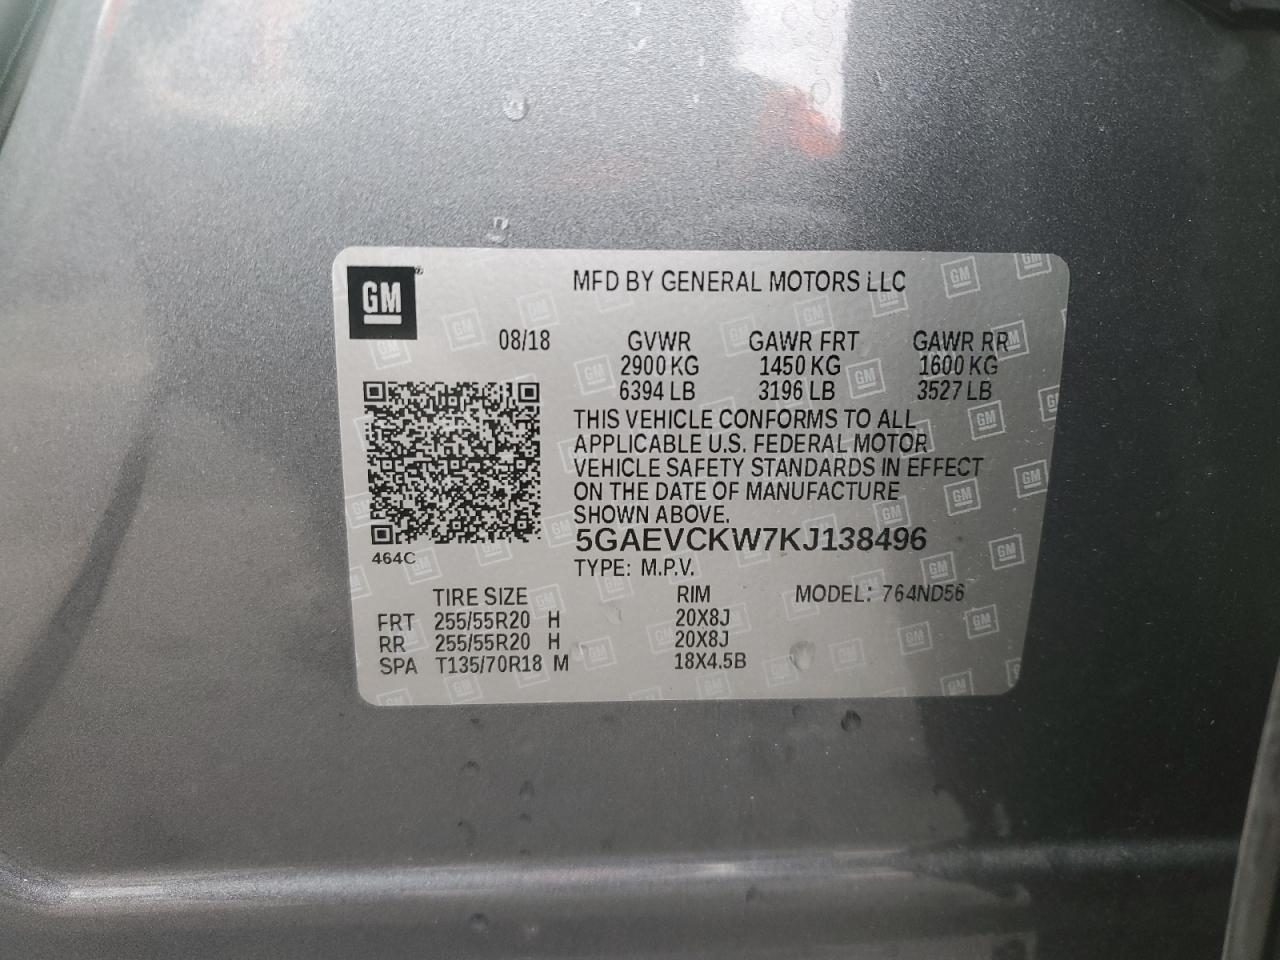 GM
MFD BY GENERAL MOTORS LLC
08/18 GVWR GAWR FRT GAWR RR
2900 KG 1450 KG 1600 KG
6394 LB 3196 LB 3527 LB
THIS VEHICLE CONFORMS TO ALL
APPLICABLE U.S. FEDERAL MOTOR
VEHICLE SAFETY STANDARDS IN EFFECT
ON THE DATE OF MANUFACTURE
SHOWN ABOVE.
5GAEVCKW7KJ138496
464C
TYPE: M.P.V.
TIRE SIZE RIM MODEL: 764ND56
FRT 255/55R20 H 20X8J
RR 255/55R20 H 20X8J
SPA T135/70R18 M 18X4.5B